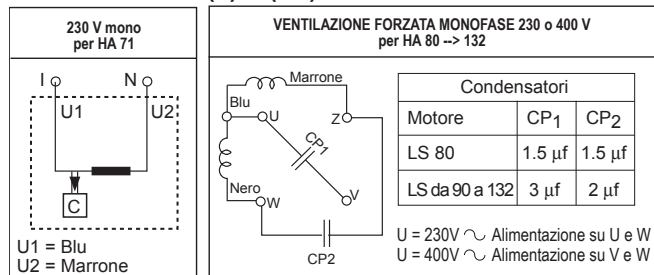 230 V mono
per HA 71
I
N
U1
U2
C
U1 = Blu
U2 = Marrone
VENTILAZIONE FORZATA MONOFASE 230 o 400 V
per HA 80 --> 132
Marrone
Blu
U
Z
CP1
Nero
W
V
CP2
Condensatori
Motore CP1 CP2
LS 80 1.5 µf 1.5 µf
LS da 90 a 132 3 µf 2 µf
U = 230V ~ Alimentazione su U e W
U = 400V ~ Alimentazione su V e W